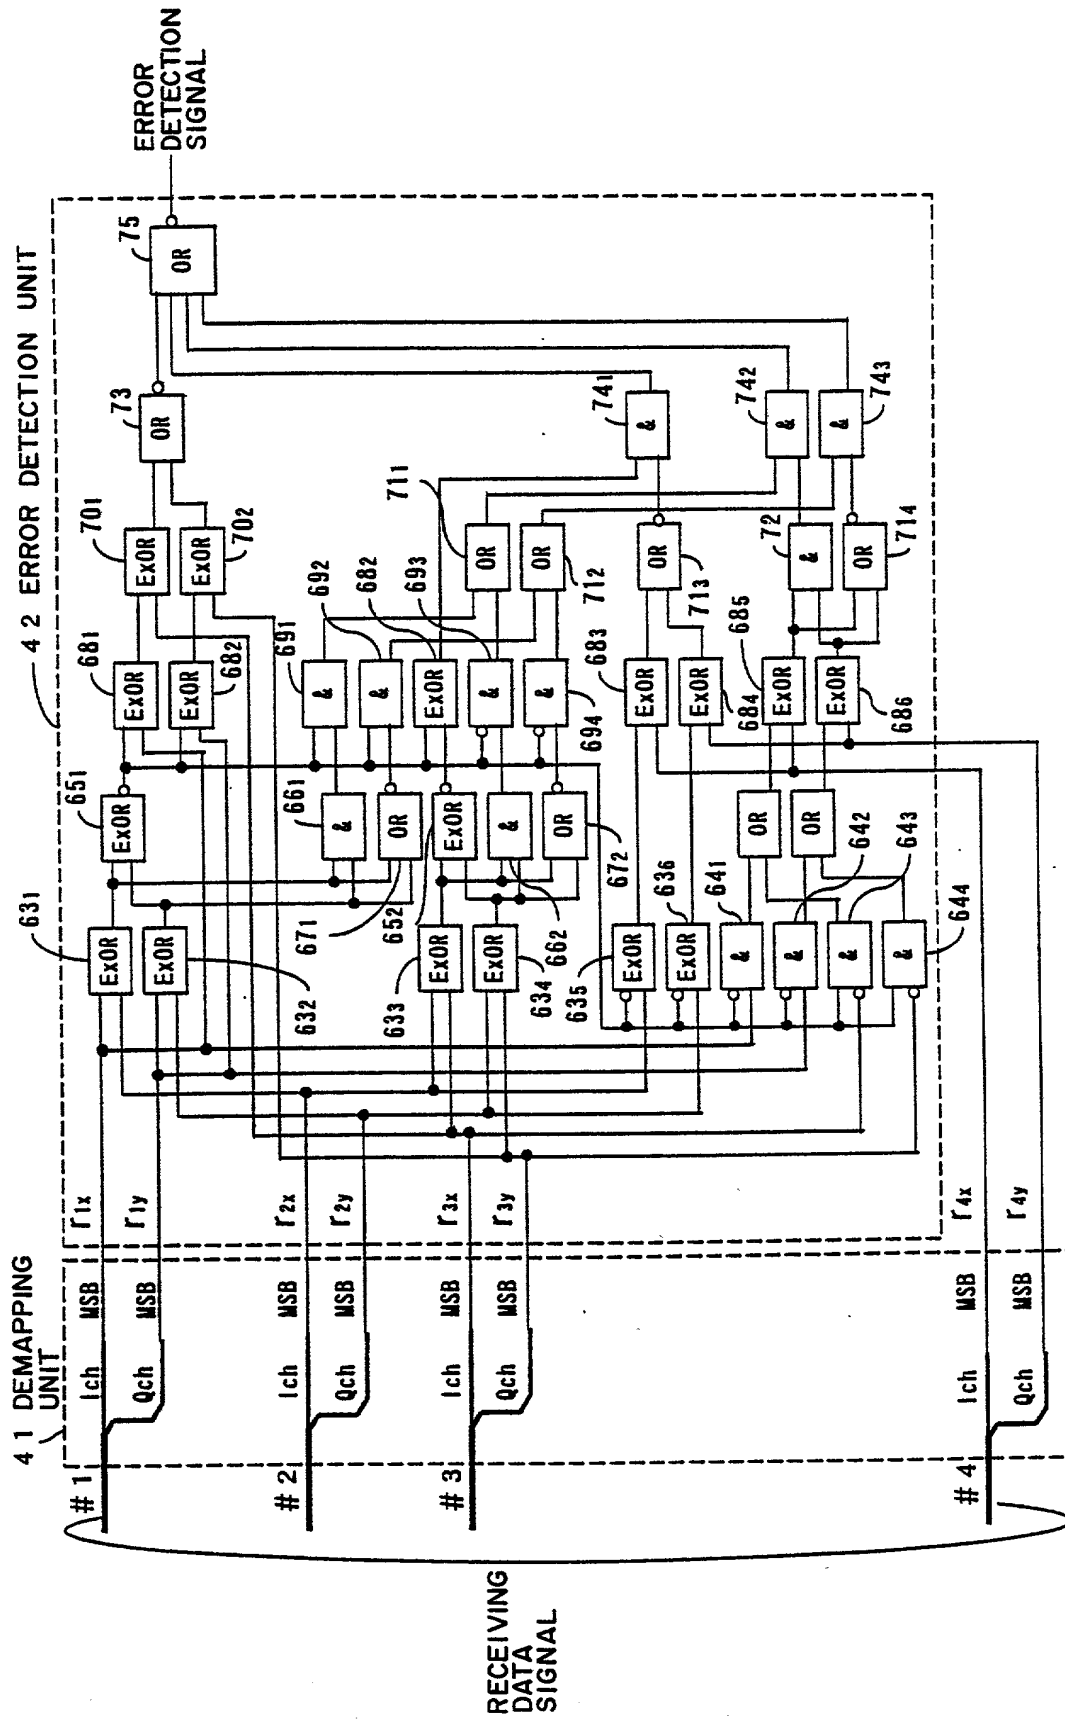 41 DEMAPPING
UNIT
42 ERROR DETECTION UNIT
RECEIVING
DATA
SIGNAL
ERROR
DETECTION
SIGNAL
#1
Ich MSB r1x
Qch MSB r1y
#2
Ich MSB r2x
Qch MSB r2y
#3
Ich MSB r3x
Qch MSB r3y
#4
Ich MSB r4x
Qch MSB r4y
631 ExOR
632 ExOR
633 ExOR
634 ExOR
635 ExOR
636 ExOR
641 &
642 &
643 &
644 &
651 ExOR
661 &
671 OR
652 ExOR
662 &
672 OR
OR
OR
681 ExOR
682 ExOR
691 &
692 &
682 ExOR
693 &
694 &
683 ExOR
684 ExOR
685 ExOR
686 ExOR
701 ExOR
702 ExOR
711 OR
712 OR
713 OR
72 &
714 OR
73 OR
741 &
742 &
743 &
75 OR